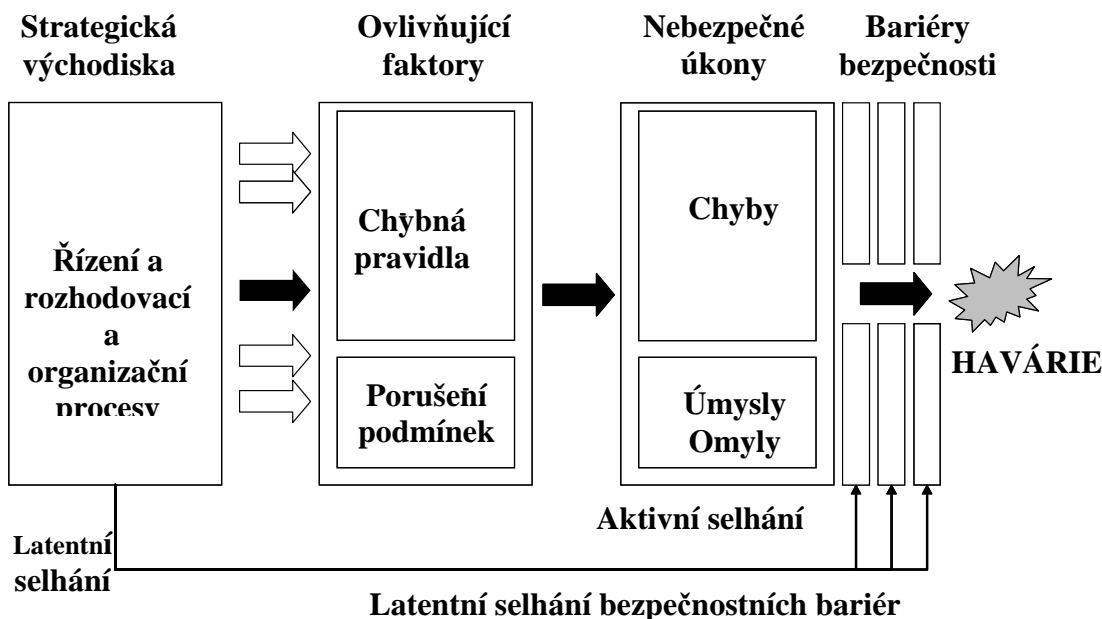 Strategická
východiska
Ovlivňující
faktory
Nebezpečné
úkony
Bariéry
bezpečnosti
Řízení a
rozhodovací
a
organizační
procesy
Chybná
pravidla
Porušení
podmínek
Chyby
Úmysly
Omyly
HAVÁRIE
Aktivní selhání
Latentní
selhání
Latentní selhání bezpečnostních bariér